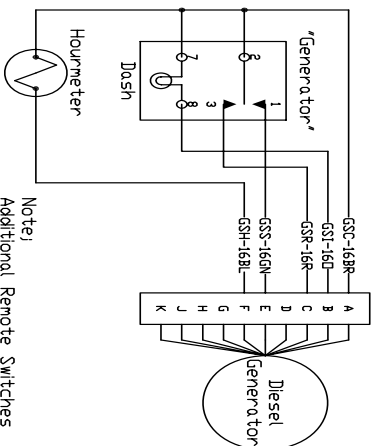 "Generator"
2
7
1
3
8
Dash
Hourmeter
GSC-16BR
GSI-16O
GSR-16R
GSS-16GN
GSH-16BL
A
B
C
D
E
F
G
H
J
K
Diesel
Generator
Note;
Additional Remote Switches